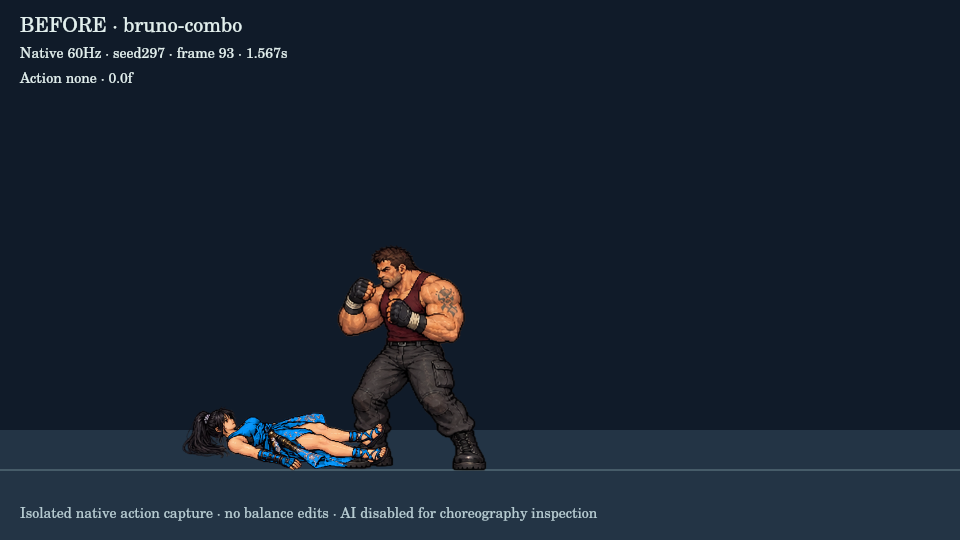 BEFORE · bruno-combo
Native 60Hz · seed297 · frame 93 · 1.567s
Action none · 0.0f
Isolated native action capture · no balance edits · AI disabled for choreography inspection